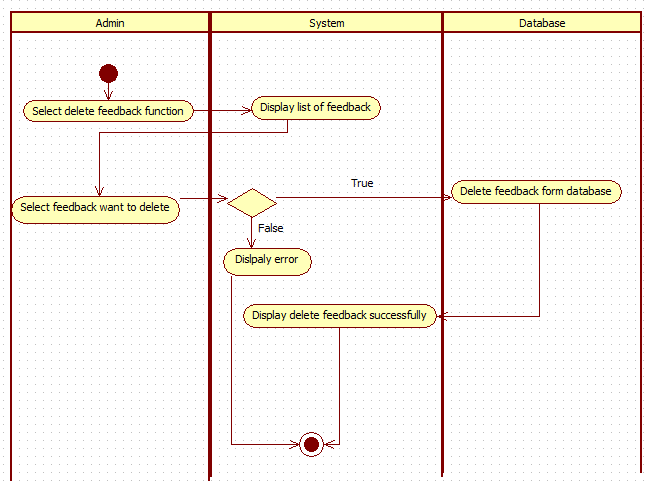 Admin
System
Database
Select delete feedback function
Display list of feedback
Select feedback want to delete
True
Delete feedback form database
False
Dislpaly error
Display delete feedback successfully